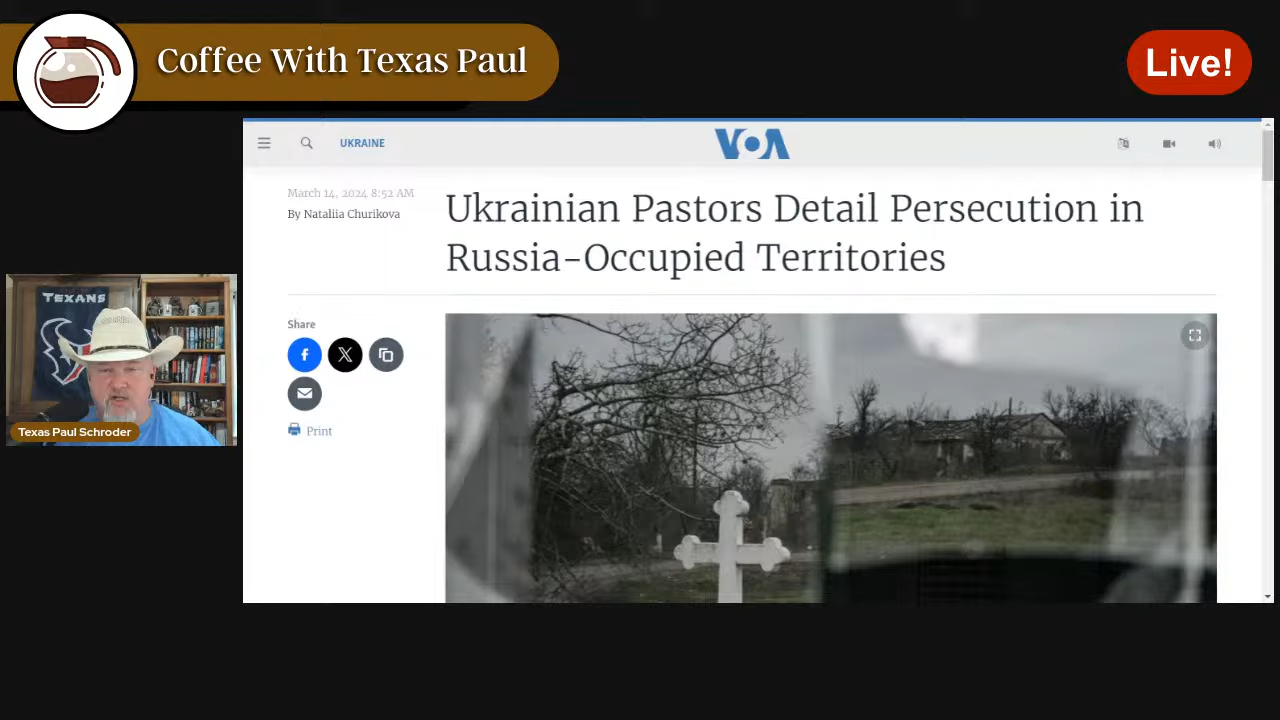 Coffee With Texas Paul
Live!
UKRAINE
VOA
March 14, 2024 8:52 AM
By Nataliia Churikova
Ukrainian Pastors Detail Persecution in
Russia-Occupied Territories
Share
Print
TEXANS
Texas Paul Schroder